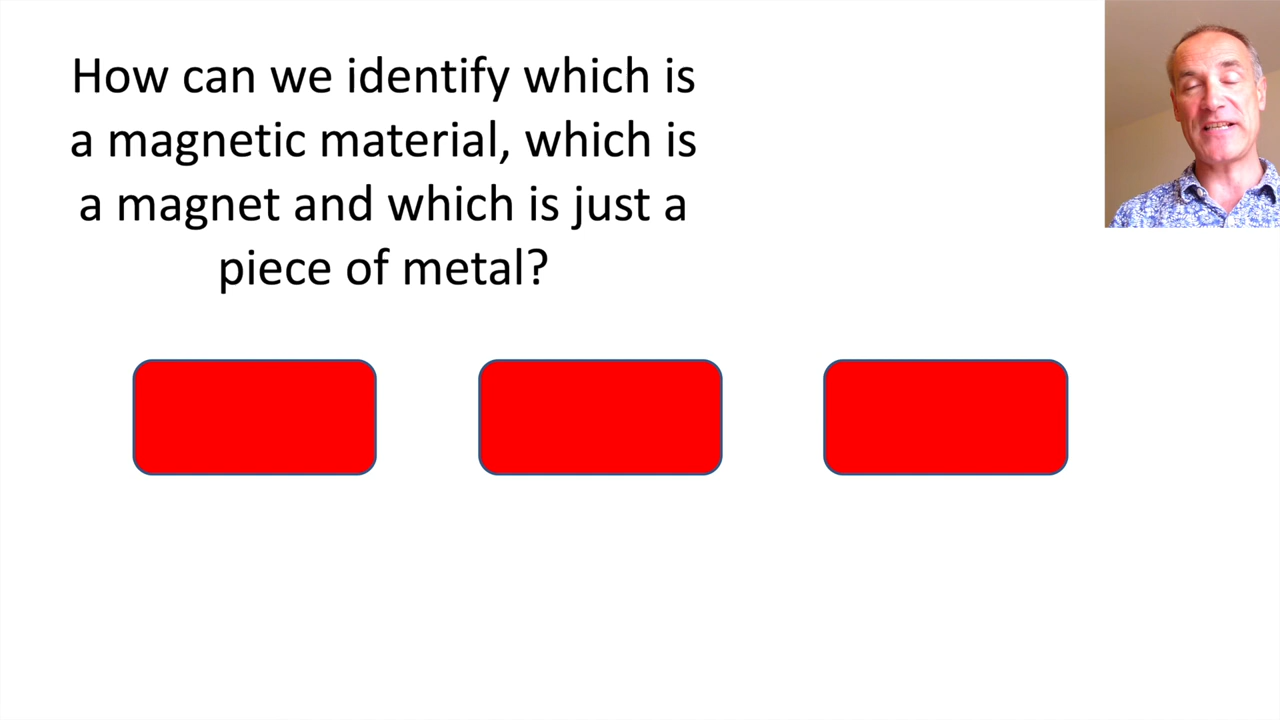 How can we identify which is
a magnetic material, which is
a magnet and which is just a
piece of metal?